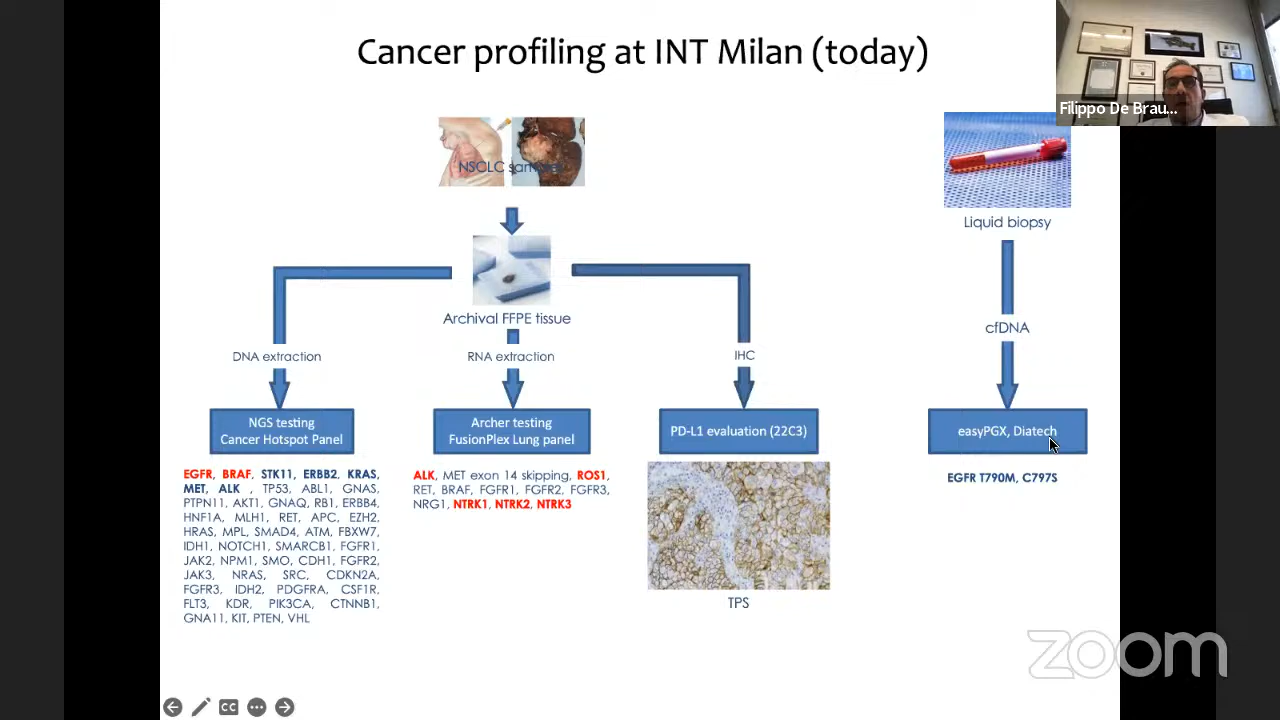 Cancer profiling at INT Milan (today)
Filippo De Brau...
NSCLC
Liquid biopsy
Archival FFPE tissue
cfDNA
DNA extraction
RNA extraction
IHC
NGS testing
Cancer Hotspot Panel
Archer testing
FusionPlex Lung panel
PD-L1 evaluation (22C3)
easyPGX, Diatech
EGFR, BRAF, STK11, ERBB2, KRAS,
MET, ALK , TP53, ABL1, GNAS,
PTPN11, AKT1, GNAQ, RB1, ERBB4,
HNF1A, MLH1, RET, APC, EZH2,
HRAS, MPL, SMAD4, ATM, FBXW7,
IDH1, NOTCH1, SMARCB1, FGFR1,
JAK2, NPM1, SMO, CDH1, FGFR2,
JAK3, NRAS, SRC, CDKN2A,
FGFR3, IDH2, PDGFRA, CSF1R,
FLT3, KDR, PIK3CA, CTNNB1,
GNA11, KIT, PTEN, VHL
ALK, MET exon 14 skipping, ROS1,
RET, BRAF, FGFR1, FGFR2, FGFR3,
NRG1, NTRK1, NTRK2, NTRK3
TPS
EGFR T790M, C797S
zoom
CC